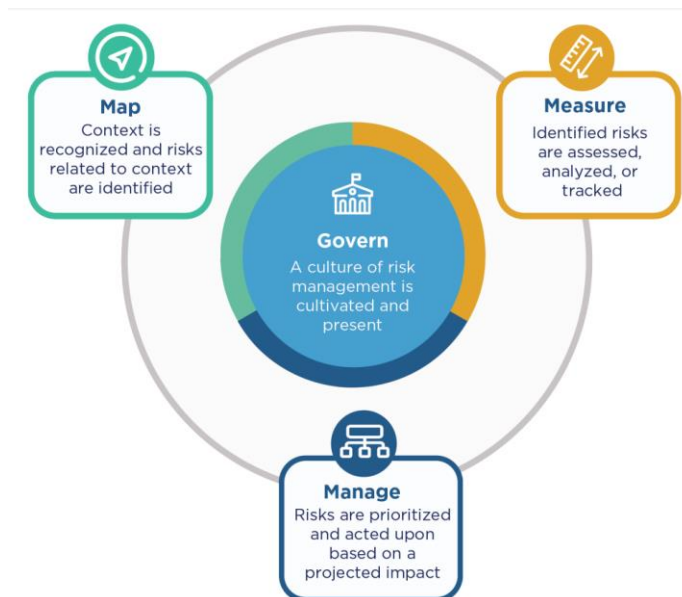 Map
Context is
recognized and risks
related to context
are identified
Measure
Identified risks
are assessed,
analyzed, or
tracked
Govern
A culture of risk
management is
cultivated and
present
Manage
Risks are prioritized
and acted upon
based on a
projected impact